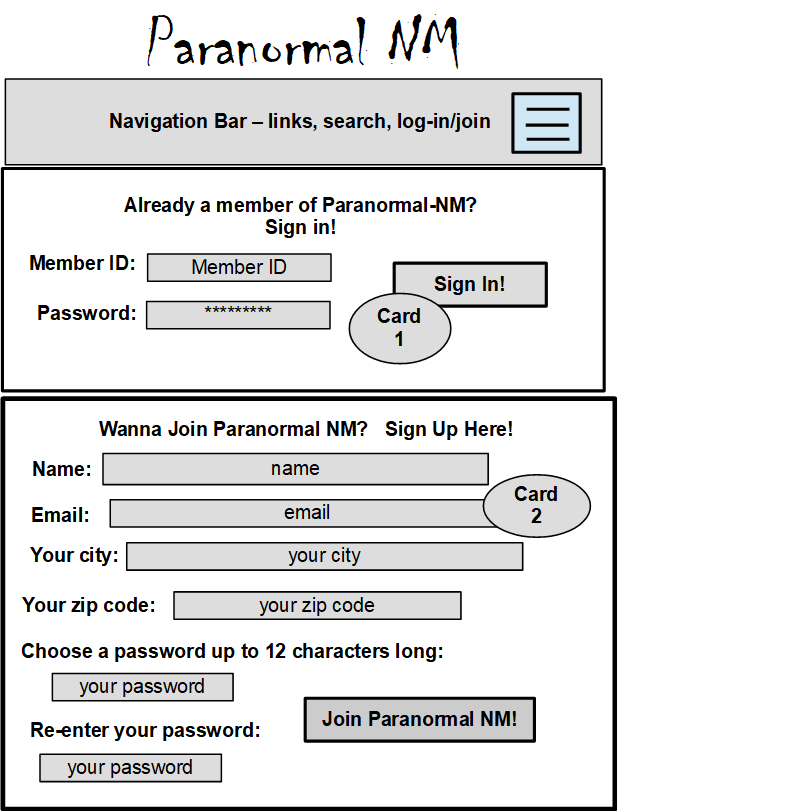 Paranormal NM
Navigation Bar – links, search, log-in/join
Already a member of Paranormal-NM?
Sign in!
Member ID: Member ID
Sign In!
Password: *********
Card
1
Wanna Join Paranormal NM? Sign Up Here!
Name: name
Card
2
Email: email
Your city: your city
Your zip code: your zip code
Choose a password up to 12 characters long:
your password
Join Paranormal NM!
Re-enter your password:
your password